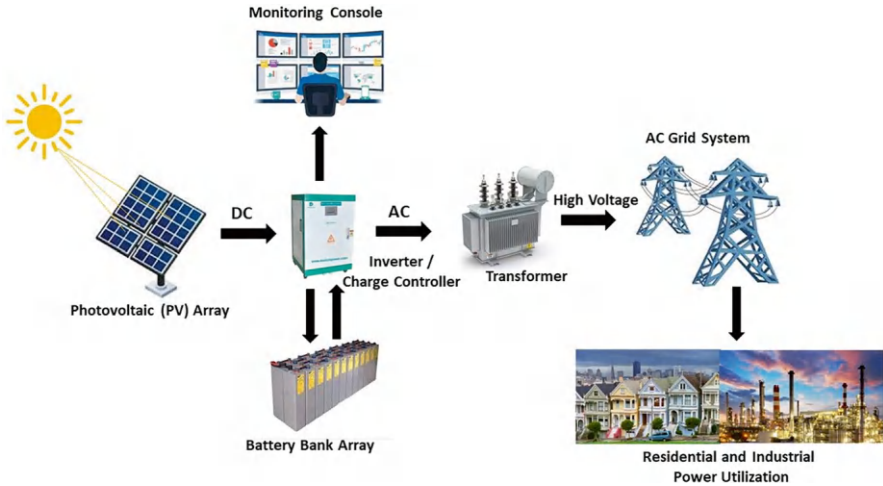 Monitoring Console
AC Grid System
DC
AC
High Voltage
Inverter /
Charge Controller
Transformer
Photovoltaic (PV) Array
Battery Bank Array
Residential and Industrial
Power Utilization